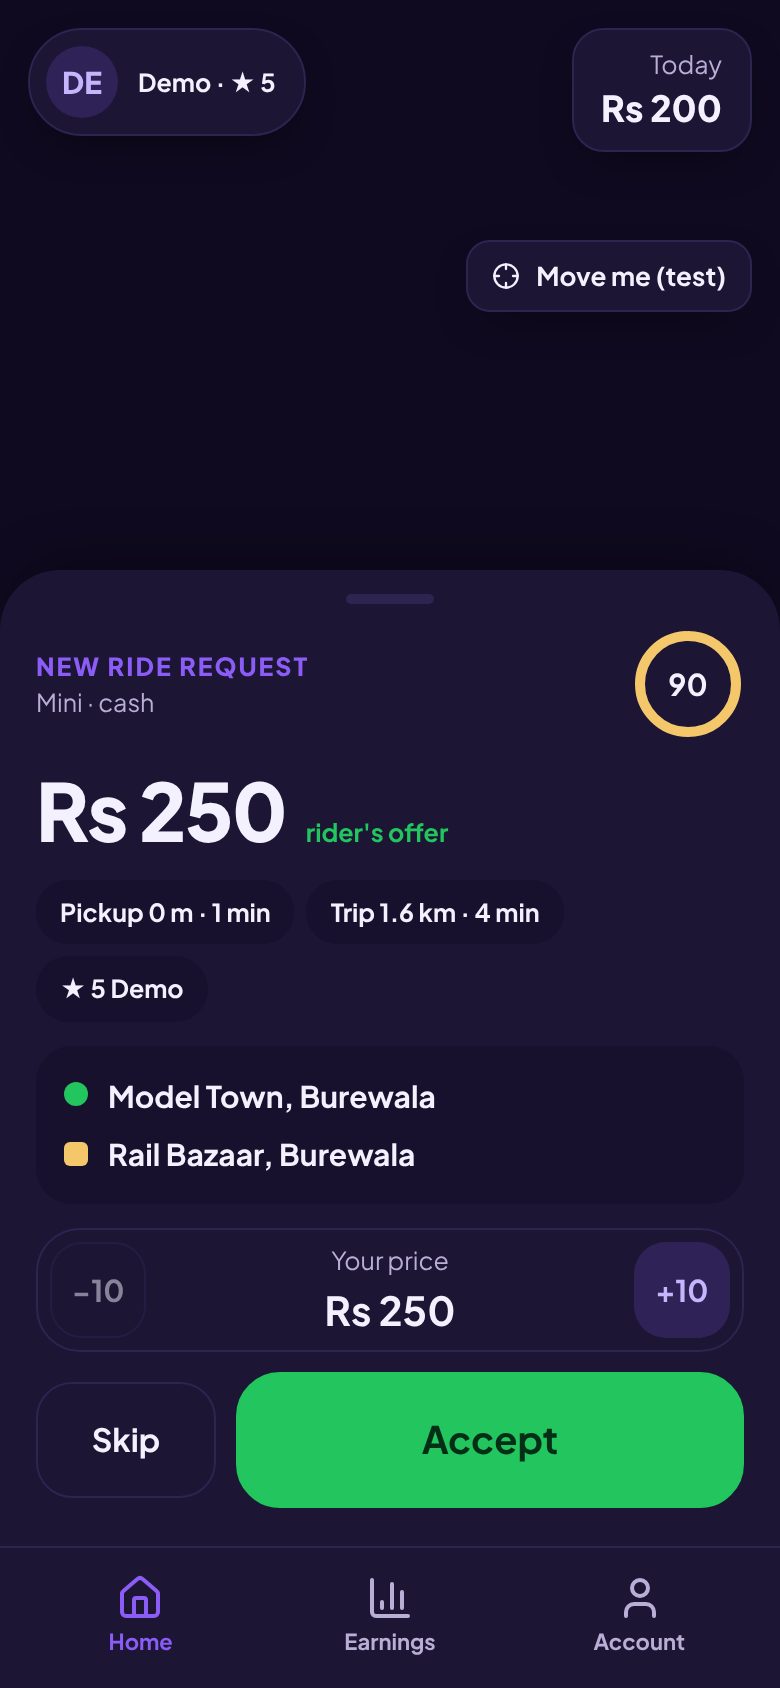 DE
Demo · ★ 5
Today
Rs 200
Move me (test)
NEW RIDE REQUEST
Mini · cash
90
Rs 250 rider's offer
Pickup 0 m · 1 min
Trip 1.6 km · 4 min
★ 5 Demo
Model Town, Burewala
Rail Bazaar, Burewala
−10
Your price
Rs 250
+10
Skip
Accept
Home
Earnings
Account